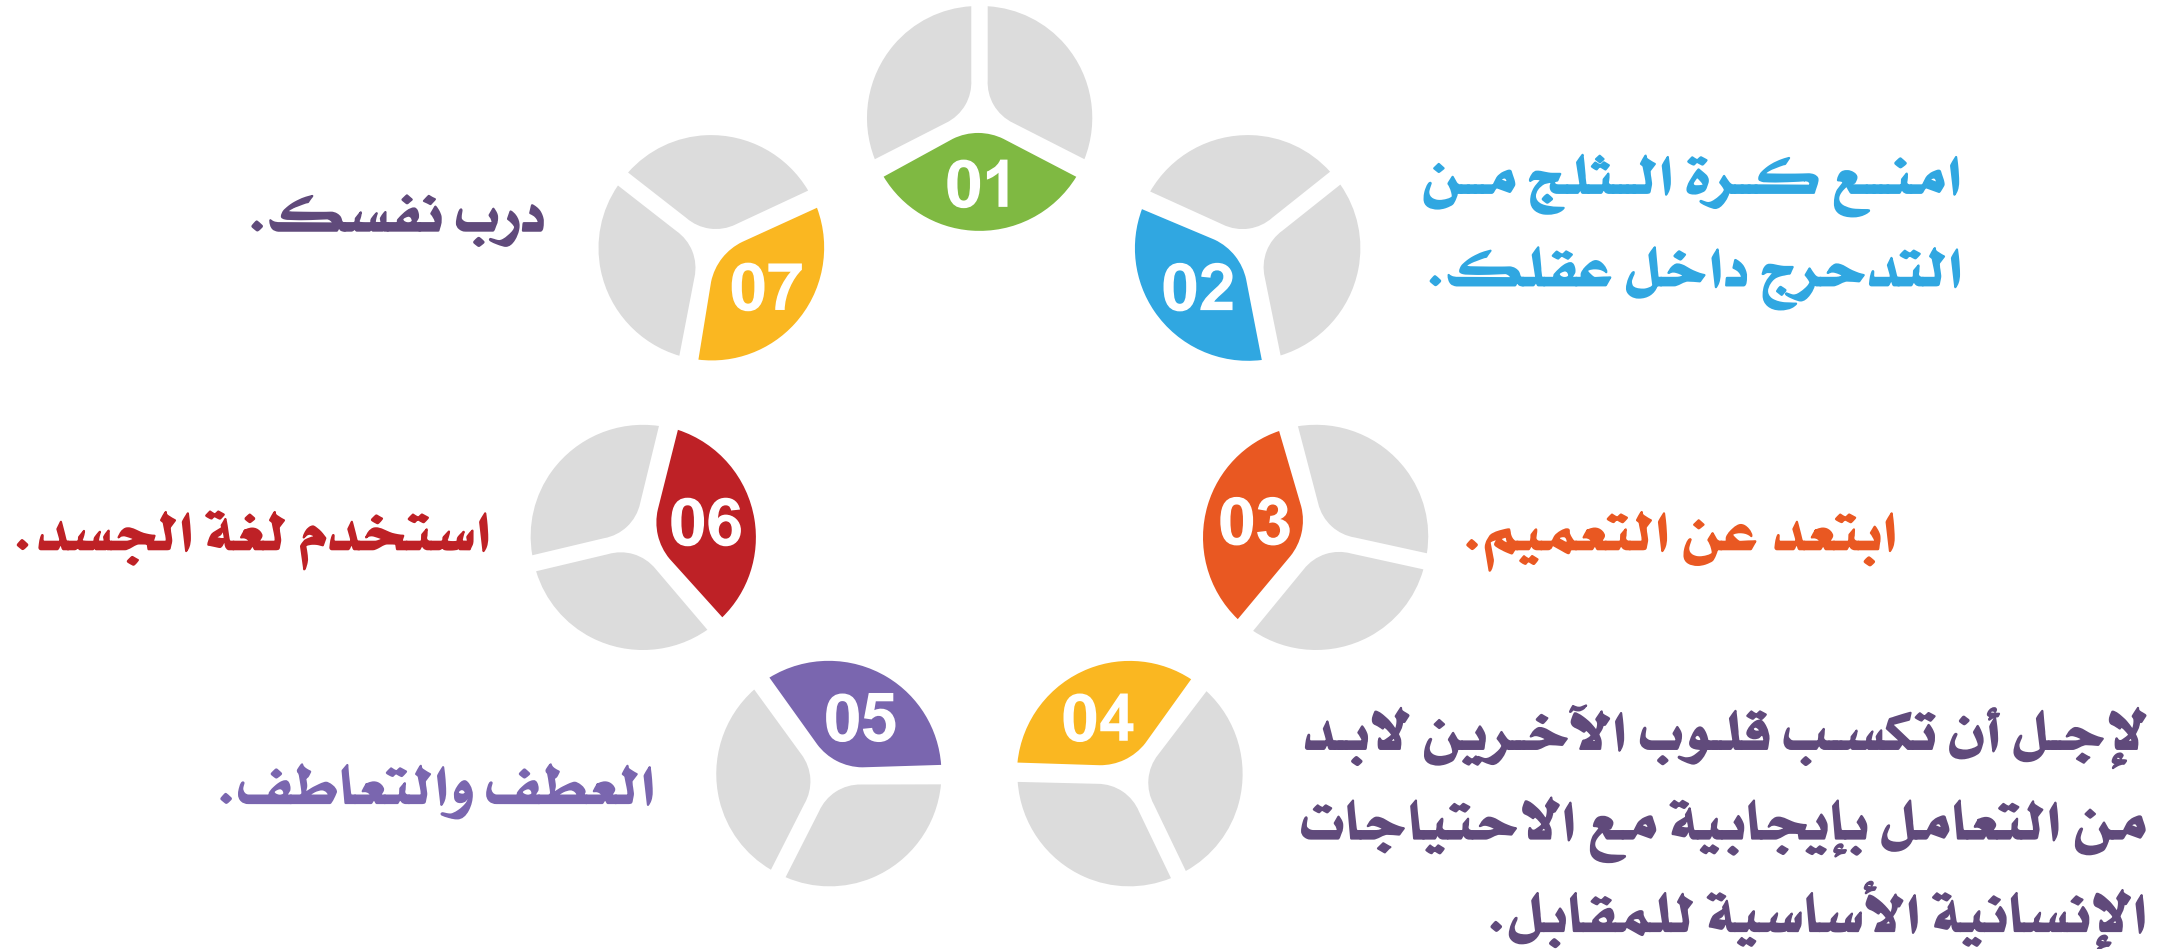 01
02
امنع كرة الثلج من
التدحرج داخل عقلك.
03
ابتعد عن التعميم.
04
لإجل أن تكسب قلوب الآخرين لابد
من التعامل بإيجابية مع الاحتياجات
الإنسانية الأساسية للمقابل.
05
العطف والتعاطف.
06
استخدم لغة الجسد.
07
درب نفسك.